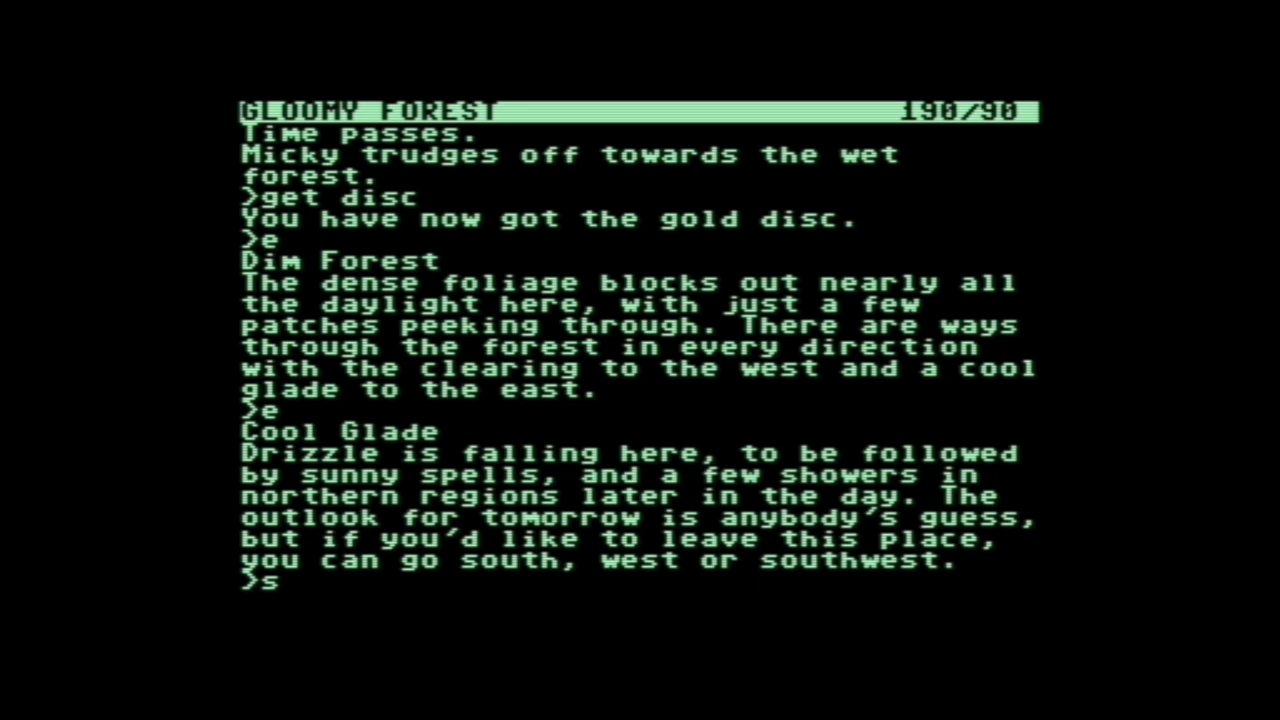 GLOOMY FOREST 190/90
Time passes.
Micky trudges off towards the wet
forest.
>get disc
You have now got the gold disc.
>e
Dim Forest
The dense foliage blocks out nearly all
the daylight here, with just a few
patches peeking through. There are ways
through the forest in every direction
with the clearing to the west and a cool
glade to the east.
>e
Cool Glade
Drizzle is falling here, to be followed
by sunny spells, and a few showers in
northern regions later in the day. The
outlook for tomorrow is anybody's guess,
but if you'd like to leave this place,
you can go south, west or southwest.
>s